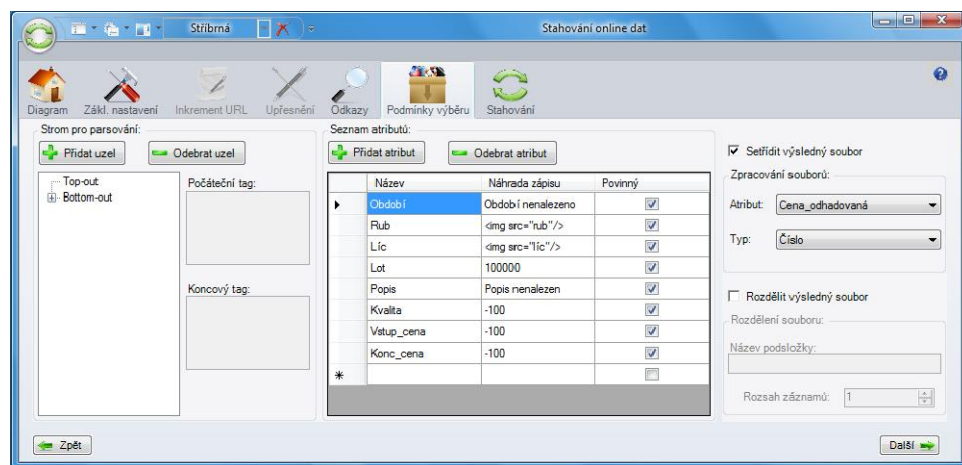 Stříbrná
Stahování online dat
Diagram
Zákl. nastavení
Inkrement URL
Upřesnění
Odkazy
Podmínky výběru
Stahování
Strom pro parsování:
Přidat uzel
Odebrat uzel
Top-out
Bottom-out
Počáteční tag:
Koncový tag:
Seznam atributů:
Přidat atribut
Odebrat atribut
Název Náhrada zápisu Povinný
Období Období nenalezeno
Rub <img src="rub"/>
Líc <img src="líc"/>
Lot 100000
Popis Popis nenalezen
Kvalita -100
Vstup_cena -100
Konc_cena -100
Setřídit výsledný soubor
Zpracování souborů:
Atribut: Cena_odhadovaná
Typ: Číslo
Rozdělit výsledný soubor
Rozdělení souboru:
Název podsložky:
Rozsah záznamů: 1
Zpět
Další